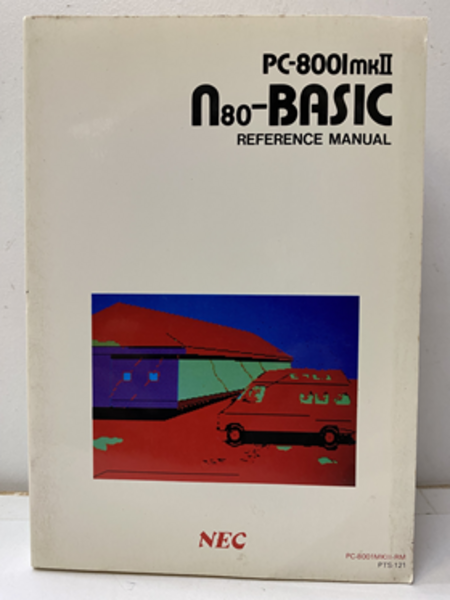 PC-8001mkII
N80-BASIC
REFERENCE MANUAL
NEC
PC-8001MKII-RM
PTS-121